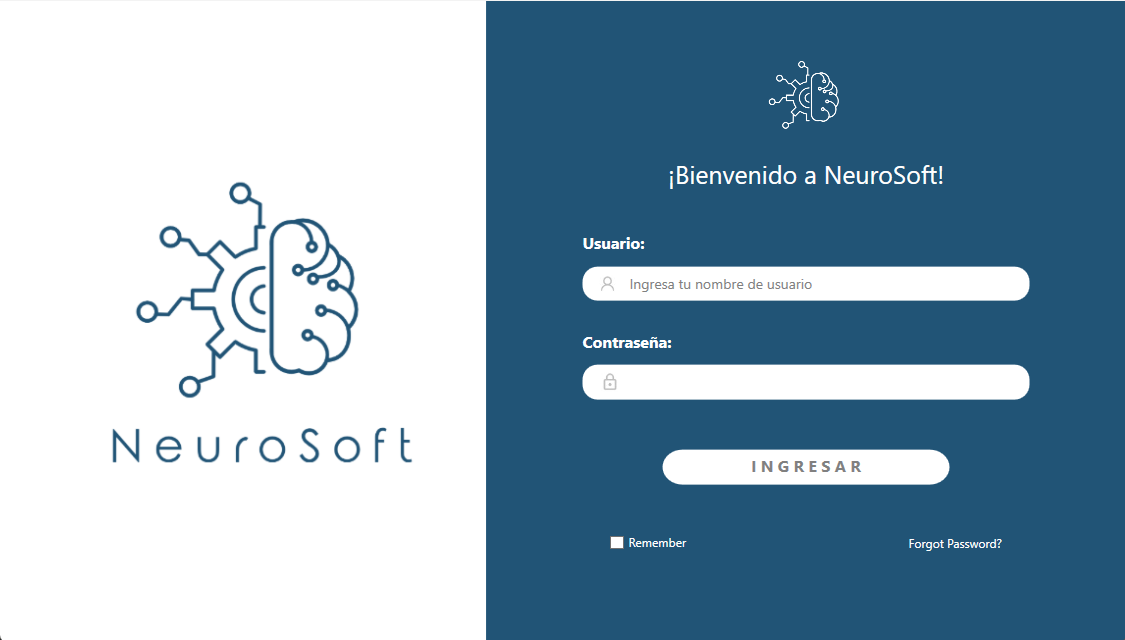 NeuroSoft
¡Bienvenido a NeuroSoft!
Usuario:
Ingresa tu nombre de usuario
Contraseña:
INGRESAR
Remember
Forgot Password?